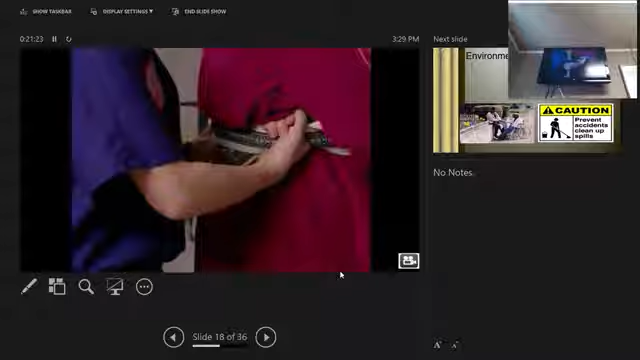 SHOW TASKBAR
DISPLAY SETTINGS ▾
END SLIDE SHOW
0:21:23
3:29 PM
Next slide
Environme
CAUTION
Prevent
accidents
clean up
spills
No Notes.
Slide 18 of 36
A A